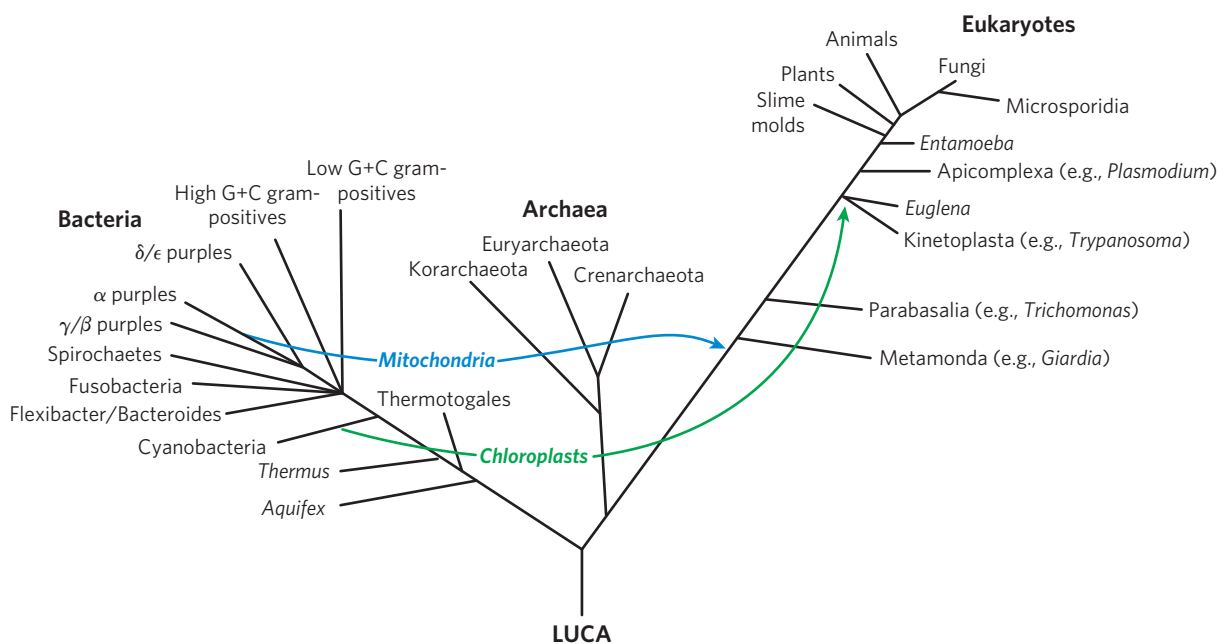 Eukaryotes
Animals
Fungi
Plants
Microsporidia
Slime
molds
Entamoeba
Low G+C gram-
positives
Apicomplexa (e.g., Plasmodium)
High G+C gram-
positives
Bacteria
Archaea
Euglena
Kinetoplasta (e.g., Trypanosoma)
δ/ϵ purples
Euryarchaeota
Korarchaeota
Crenarchaeota
α purples
Parabasalia (e.g., Trichomonas)
γ/β purples
Spirochaetes
Mitochondria
Metamonda (e.g., Giardia)
Fusobacteria
Thermotogales
Flexibacter/Bacteroides
Cyanobacteria
Chloroplasts
Thermus
Aquifex
LUCA